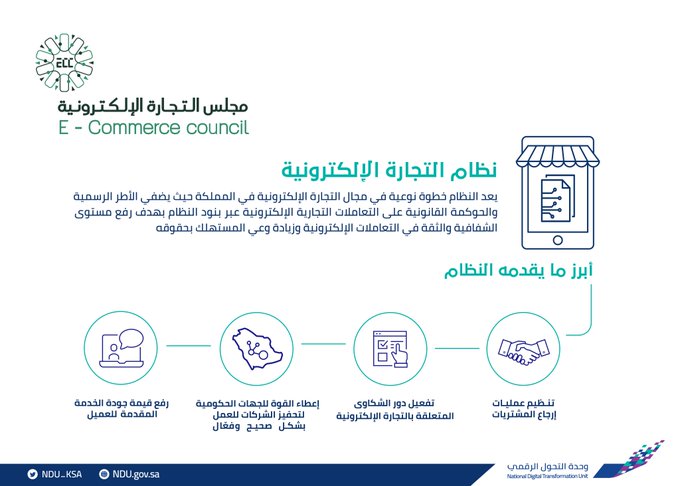 ECC
مجلس التجارة الإلكترونية
E - Commerce council
نظام التجارة الإلكترونية
يعد النظام خطوة نوعية في مجال التجارة الإلكترونية في المملكة حيث يضفي الأطر الرسمية
والحوكمة القانونية على التعاملات التجارية الإلكترونية عبر بنود النظام بهدف رفع مستوى
الشفافية والثقة في التعاملات الإلكترونية وزيادة وعي المستهلك بحقوقه
أبرز ما يقدمه النظام
تنظيم عمليات
إرجاع المشتريات
تفعيل دور الشكاوى
المتعلقة بالتجارة الإلكترونية
إعطاء القوة للجهات الحكومية
لتحفيز الشركات للعمل
بشكل صحيح وفعّال
رفع قيمة جودة الخدمة
المقدمة للعميل
NDU_KSA
NDU.gov.sa
وحدة التحول الرقمي
National Digital Transformation Unit